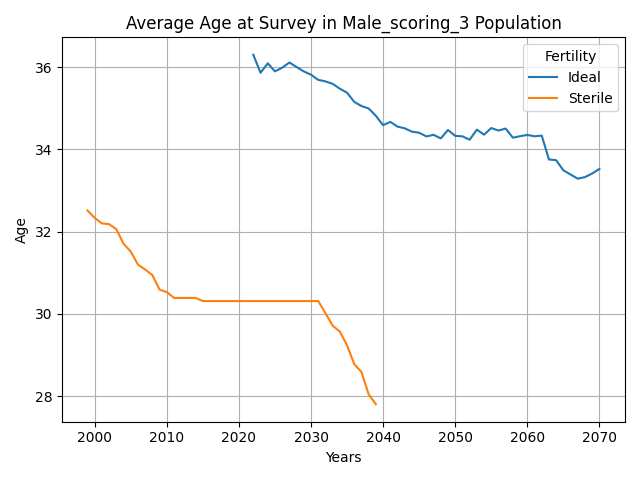 Average Age at Survey in Male_scoring_3 Population
Fertility
Ideal
Sterile
36
34
32
30
28
Age
2000 2010 2020 2030 2040 2050 2060 2070
Years